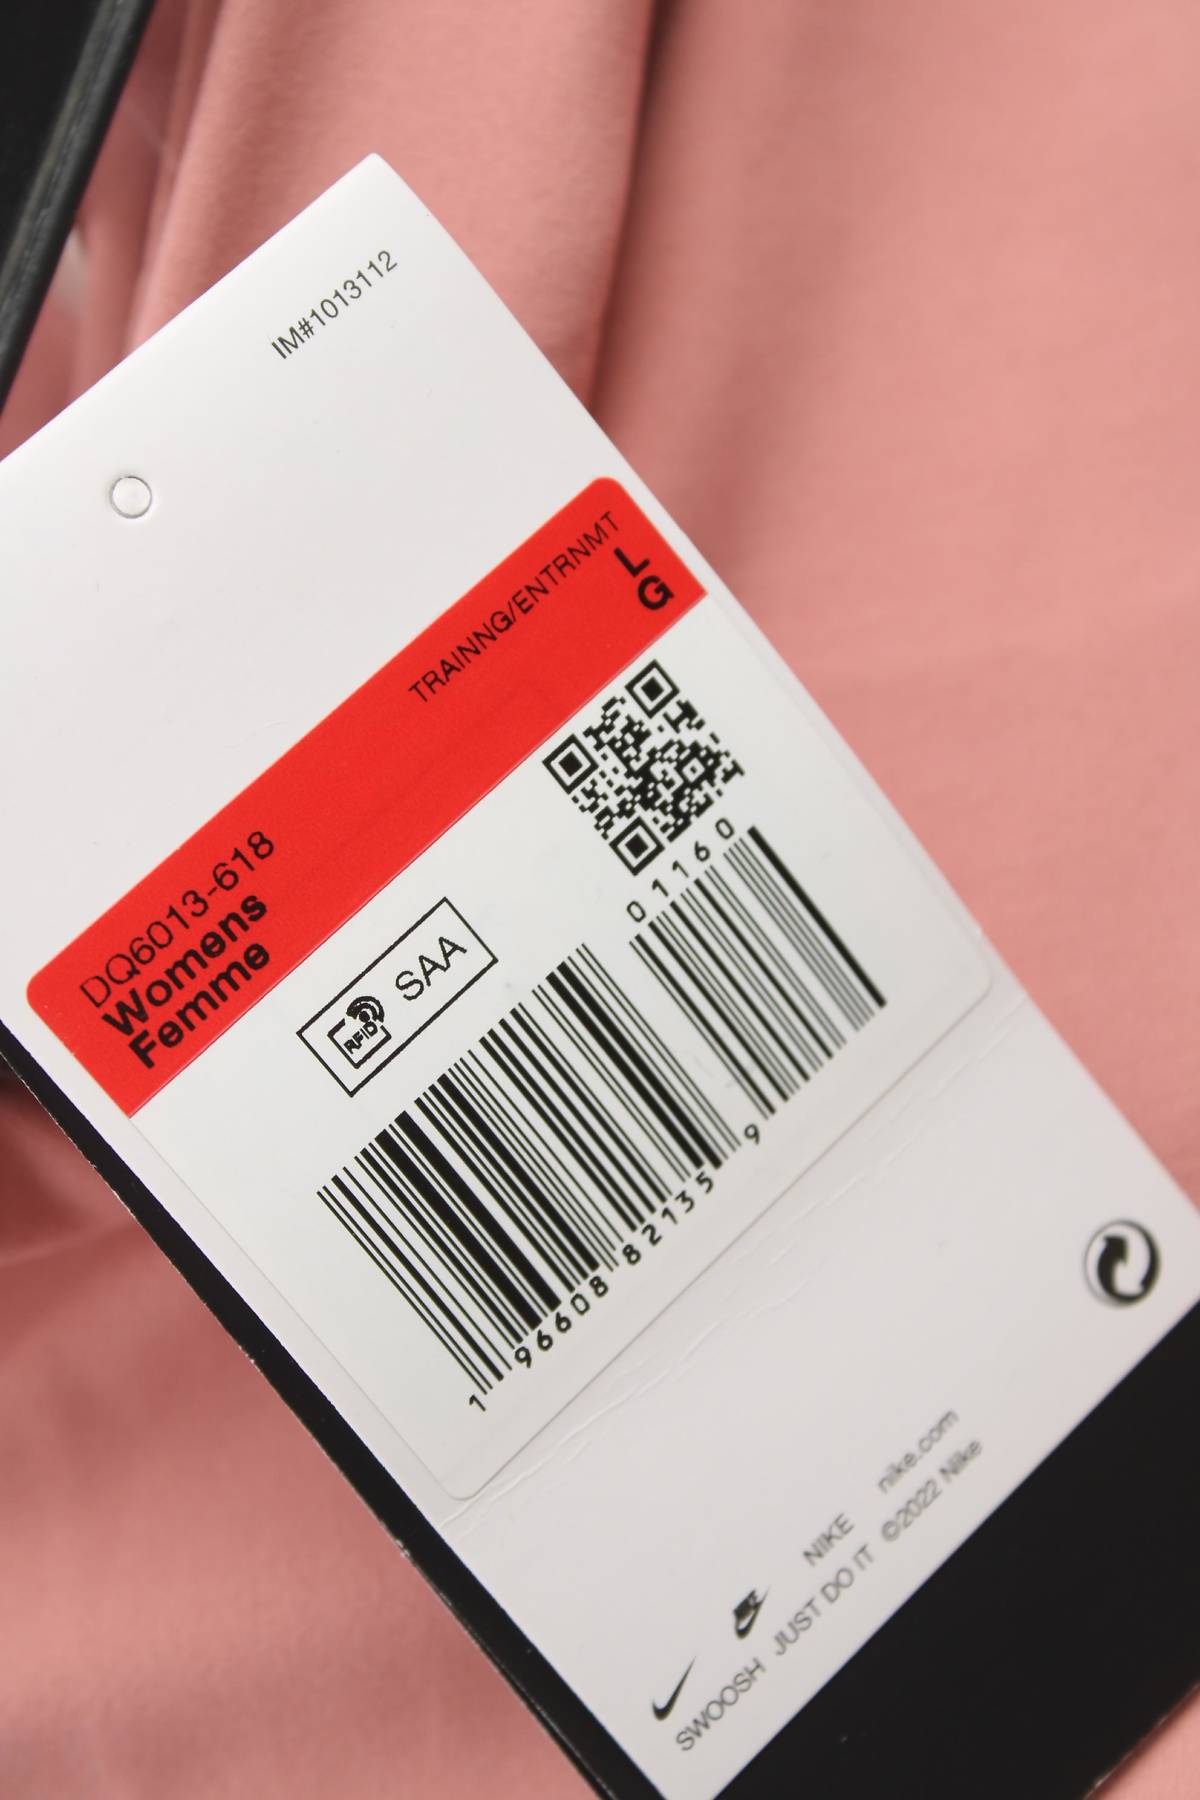 IM#1013112
TRAINNG/ENTRNMT
L
G
DQ6013-618
Womens
Femme
RFID SAA
01160
1 96608 82135 9
NIKE nike.com
SWOOSH JUST DO IT ©2022 Nike